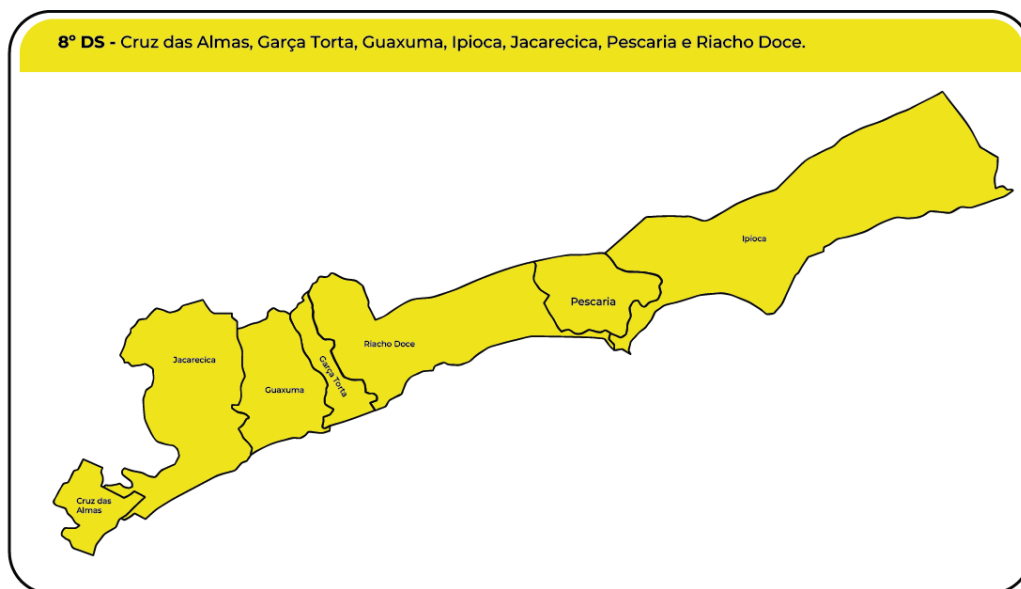 8º DS - Cruz das Almas, Garça Torta, Guaxuma, Ipioca, Jacarecica, Pescaria e Riacho Doce.
Ipioca
Pescaria
Riacho Doce
Jacarecica
Garça Torta
Guaxuma
Cruz das
Almas